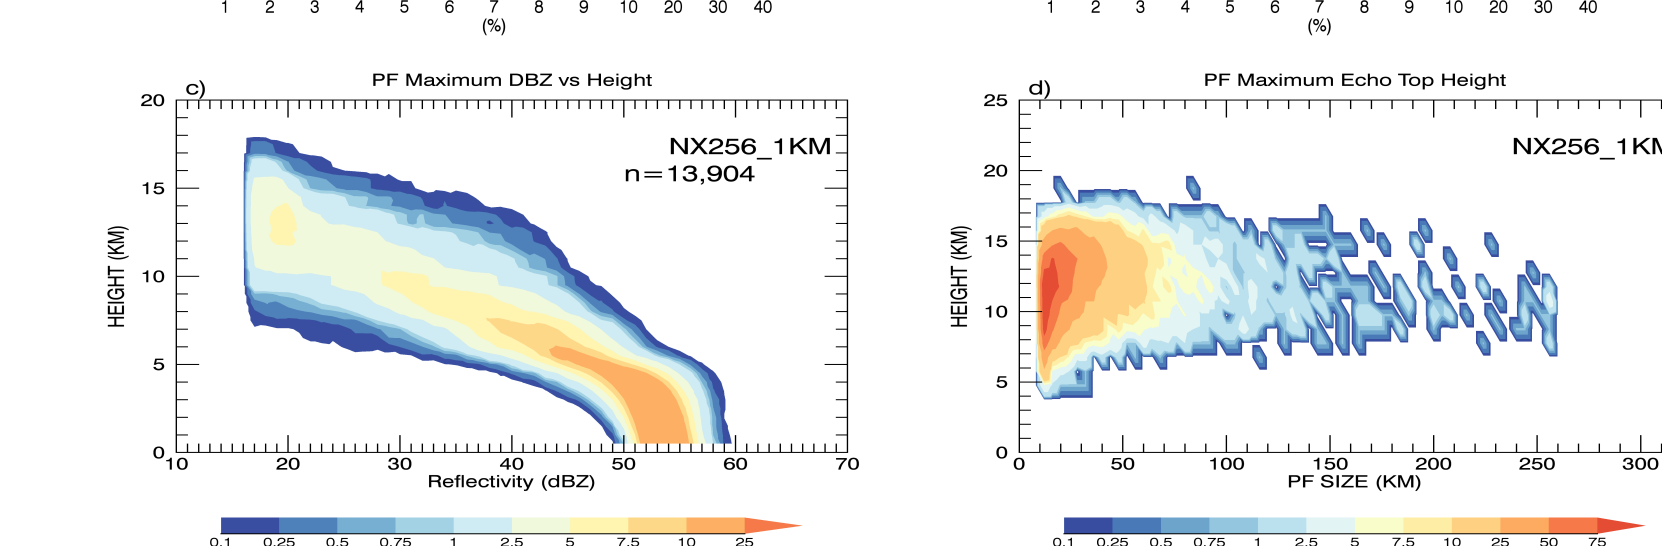 1 2 3 4 5 6 7 8 9 10 20 30 40
(%)
1 2 3 4 5 6 7 8 9 10 20 30 40
(%)
c)
PF Maximum DBZ vs Height
NX256_1KM
n=13,904
20
15
10
5
0
HEIGHT (KM)
10 20 30 40 50 60 70
Reflectivity (dBZ)
0.1 0.25 0.5 0.75 1 2.5 5 7.5 10 25
d)
PF Maximum Echo Top Height
NX256_1KM
25
20
15
10
5
0
HEIGHT (KM)
0 50 100 150 200 250 300
PF SIZE (KM)
0.1 0.25 0.5 0.75 1 2.5 5 7.5 10 25 50 75